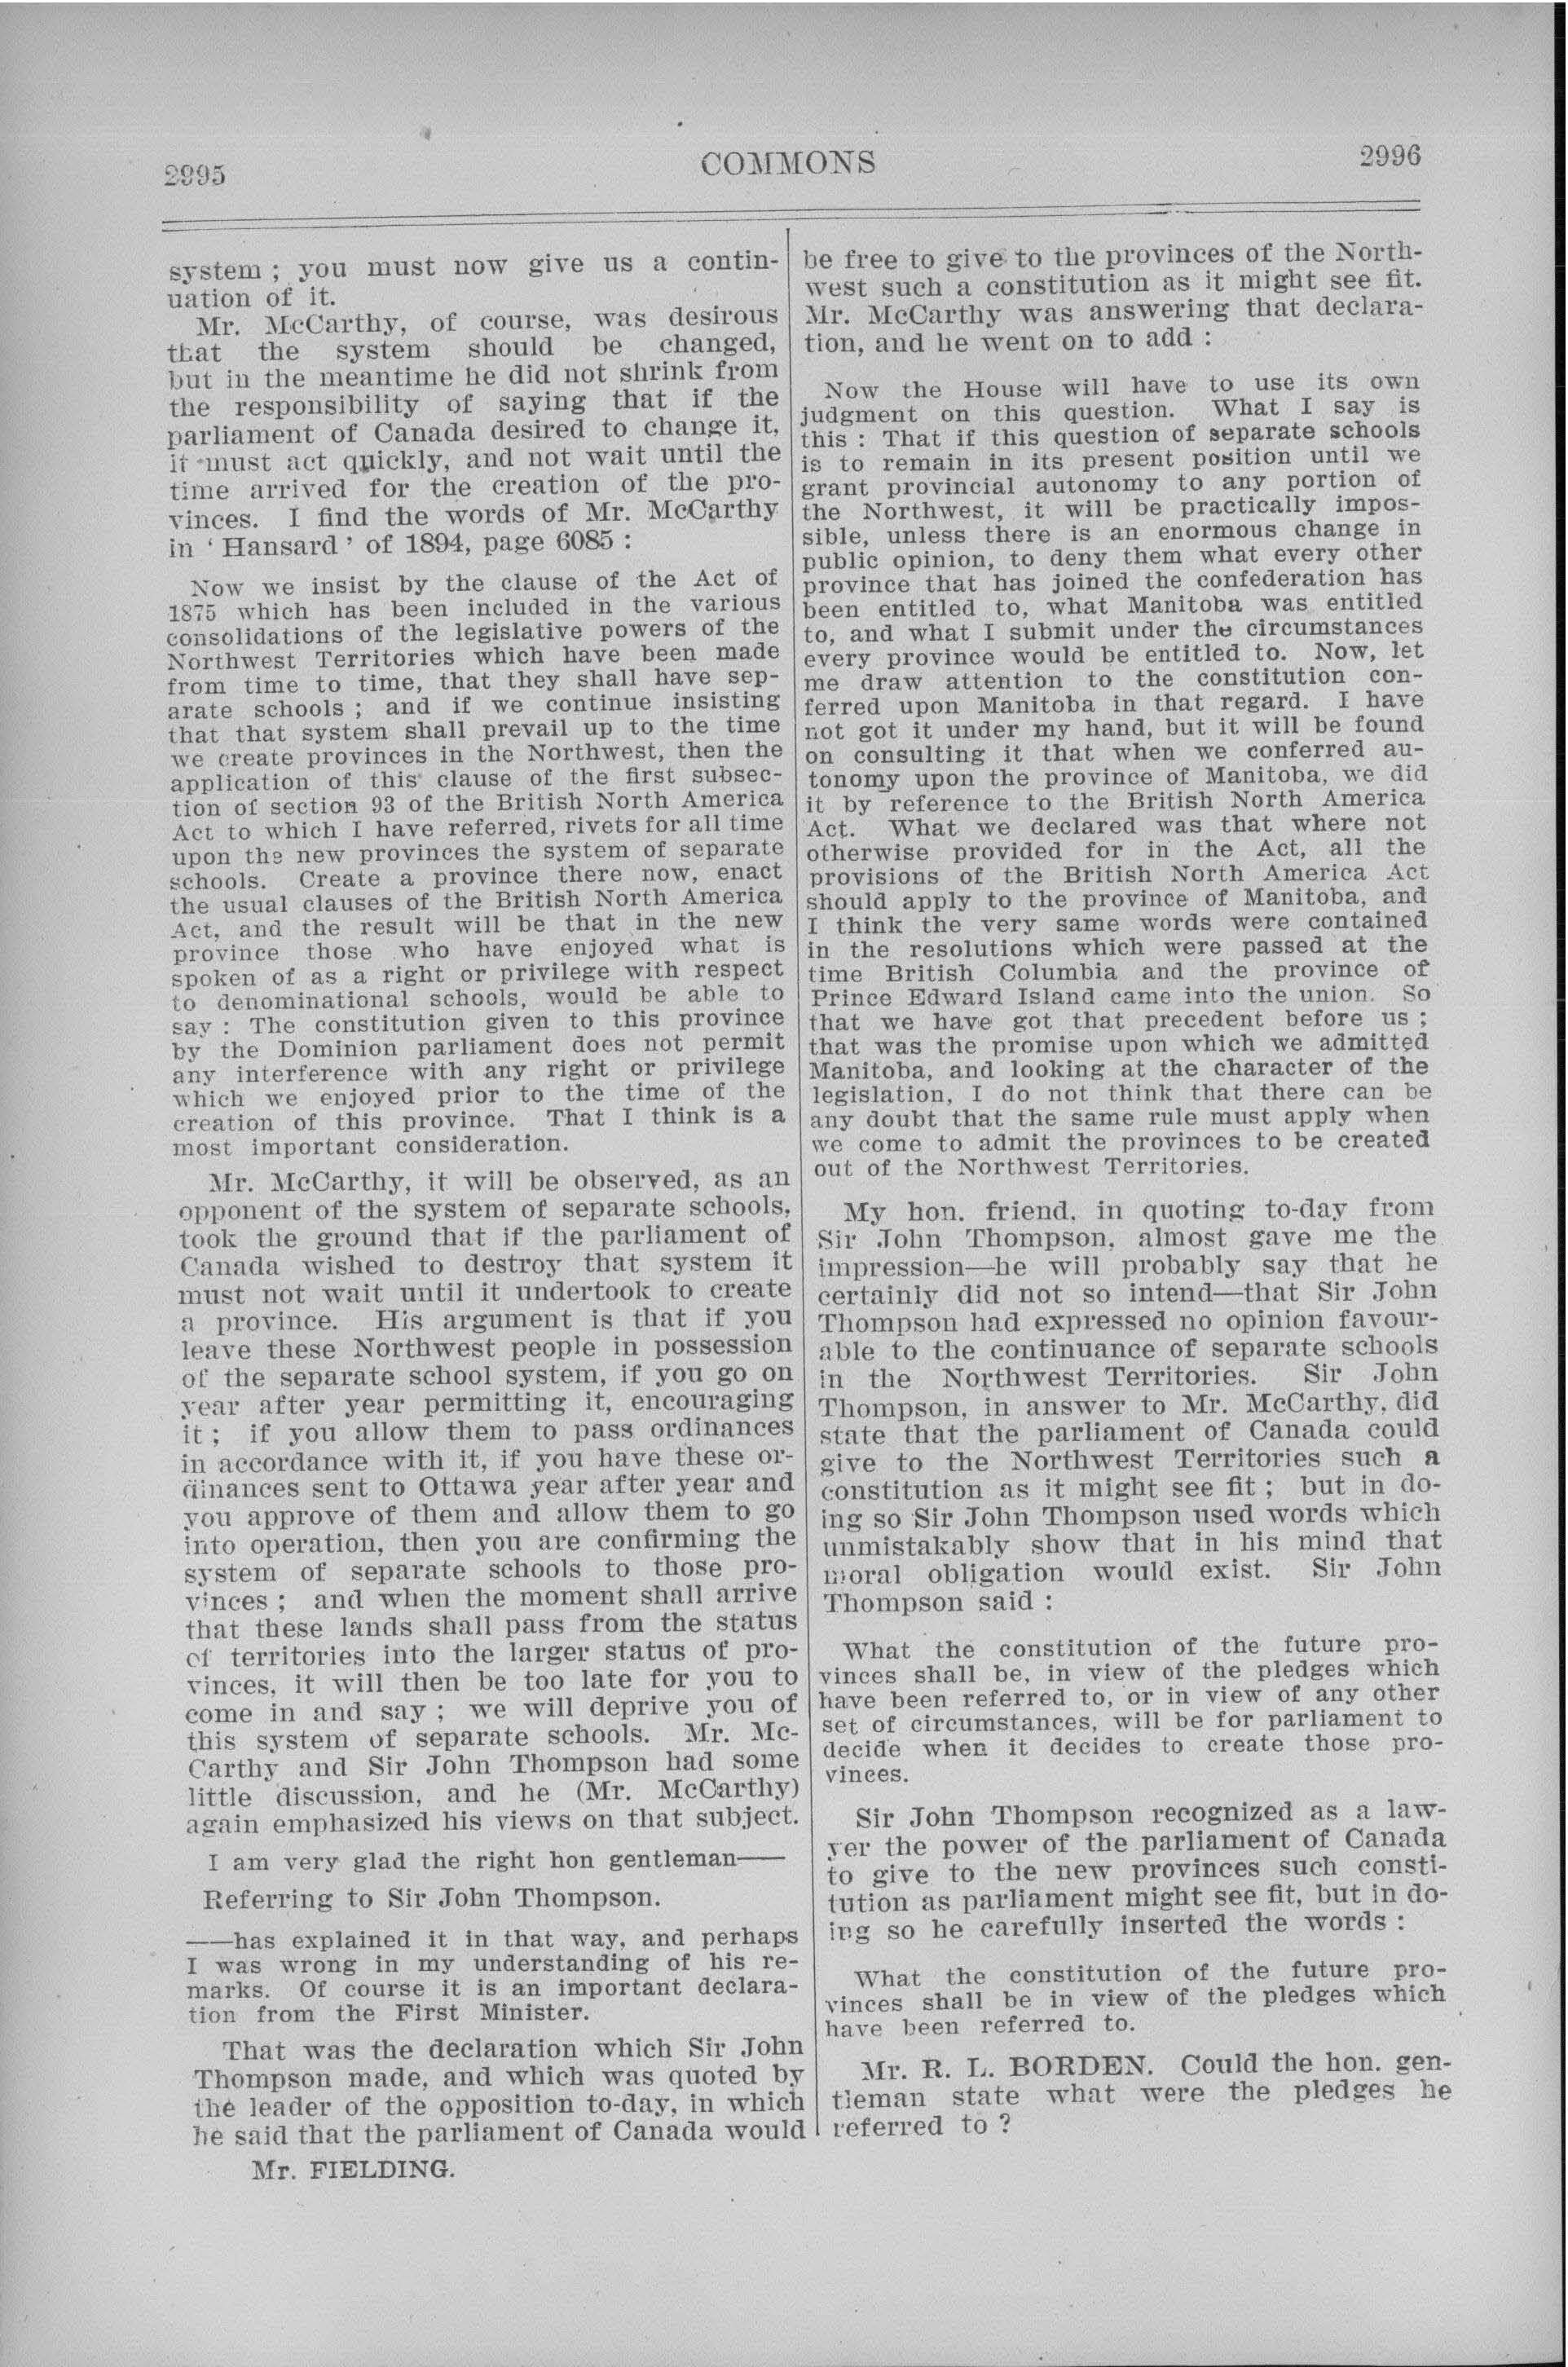 2995
COMMONS
2996
system ; you must now give us a contin-
uation of it.
Mr. McCarthy, of course, was desirous
that the system should be changed,
but in the meantime he did not shrink from
the responsibility of saying that if the
parliament of Canada desired to change it,
it must act quickly, and not wait until the
time arrived for the creation of the pro-
vinces. I find the words of Mr. McCarthy
in ' Hansard ' of 1894, page 6085 :
Now we insist by the clause of the Act of
1875 which has been included in the various
consolidations of the legislative powers of the
Northwest Territories which have been made
from time to time, that they shall have sep-
arate schools ; and if we continue insisting
that that system shall prevail up to the time
we create provinces in the Northwest, then the
application of this clause of the first subsec-
tion of section 93 of the British North America
Act to which I have referred, rivets for all time
upon the new provinces the system of separate
schools. Create a province there now, enact
the usual clauses of the British North America
Act, and the result will be that in the new
province those who have enjoyed what is
spoken of as a right or privilege with respect
to denominational schools, would be able to
say : The constitution given to this province
by the Dominion parliament does not permit
any interference with any right or privilege
which we enjoyed prior to the time of the
creation of this province. That I think is a
most important consideration.
Mr. McCarthy, it will be observed, as an
opponent of the system of separate schools,
took the ground that if the parliament of
Canada wished to destroy that system it
must not wait until it undertook to create
a province. His argument is that if you
leave these Northwest people in possession
of the separate school system, if you go on
year after year permitting it, encouraging
it ; if you allow them to pass ordinances
in accordance with it, if you have these or-
dinances sent to Ottawa year after year and
you approve of them and allow them to go
into operation, then you are confirming the
system of separate schools to those pro-
vinces ; and when the moment shall arrive
that these lands shall pass from the status
of territories into the larger status of pro-
vinces, it will then be too late for you to
come in and say ; we will deprive you of
this system of separate schools. Mr. Mc-
Carthy and Sir John Thompson had some
little discussion, and he (Mr. McCarthy)
again emphasized his views on that subject.
I am very glad the right hon gentleman——
Referring to Sir John Thompson.
——has explained it in that way, and perhaps
I was wrong in my understanding of his re-
marks. Of course it is an important declara-
tion from the First Minister.
That was the declaration which Sir John
Thompson made, and which was quoted by
the leader of the opposition to-day, in which
he said that the parliament of Canada would
Mr. FIELDING.
be free to give to the provinces of the North-
west such a constitution as it might see fit.
Mr. McCarthy was answering that declara-
tion, and he went on to add :
Now the House will have to use its own
judgment on this question. What I say is
this : That if this question of separate schools
is to remain in its present position until we
grant provincial autonomy to any portion of
the Northwest, it will be practically impos-
sible, unless there is an enormous change in
public opinion, to deny them what every other
province that has joined the confederation has
been entitled to, what Manitoba was entitled
to, and what I submit under the circumstances
every province would be entitled to. Now, let
me draw attention to the constitution con-
ferred upon Manitoba in that regard. I have
not got it under my hand, but it will be found
on consulting it that when we conferred au-
tonomy upon the province of Manitoba, we did
it by reference to the British North America
Act. What we declared was that where not
otherwise provided for in the Act, all the
provisions of the British North America Act
should apply to the province of Manitoba, and
I think the very same words were contained
in the resolutions which were passed at the
time British Columbia and the province of
Prince Edward Island came into the union. So
that we have got that precedent before us ;
that was the promise upon which we admitted
Manitoba, and looking at the character of the
legislation, I do not think that there can be
any doubt that the same rule must apply when
we come to admit the provinces to be created
out of the Northwest Territories.
My hon. friend, in quoting to-day from
Sir John Thompson, almost gave me the
impression—he will probably say that he
certainly did not so intend—that Sir John
Thompson had expressed no opinion favour-
able to the continuance of separate schools
in the Northwest Territories. Sir John
Thompson, in answer to Mr. McCarthy, did
state that the parliament of Canada could
give to the Northwest Territories such a
constitution as it might see fit ; but in do-
ing so Sir John Thompson used words which
unmistakably show that in his mind that
moral obligation would exist. Sir John
Thompson said :
What the constitution of the future pro-
vinces shall be, in view of the pledges which
have been referred to, or in view of any other
set of circumstances, will be for parliament to
decide when it decides to create those pro-
vinces.
Sir John Thompson recognized as a law-
yer the power of the parliament of Canada
to give to the new provinces such consti-
tution as parliament might see fit, but in do-
ing so he carefully inserted the words :
What the constitution of the future pro-
vinces shall be in view of the pledges which
have been referred to.
Mr. R. L. BORDEN. Could the hon. gen-
tleman state what were the pledges he
referred to ?